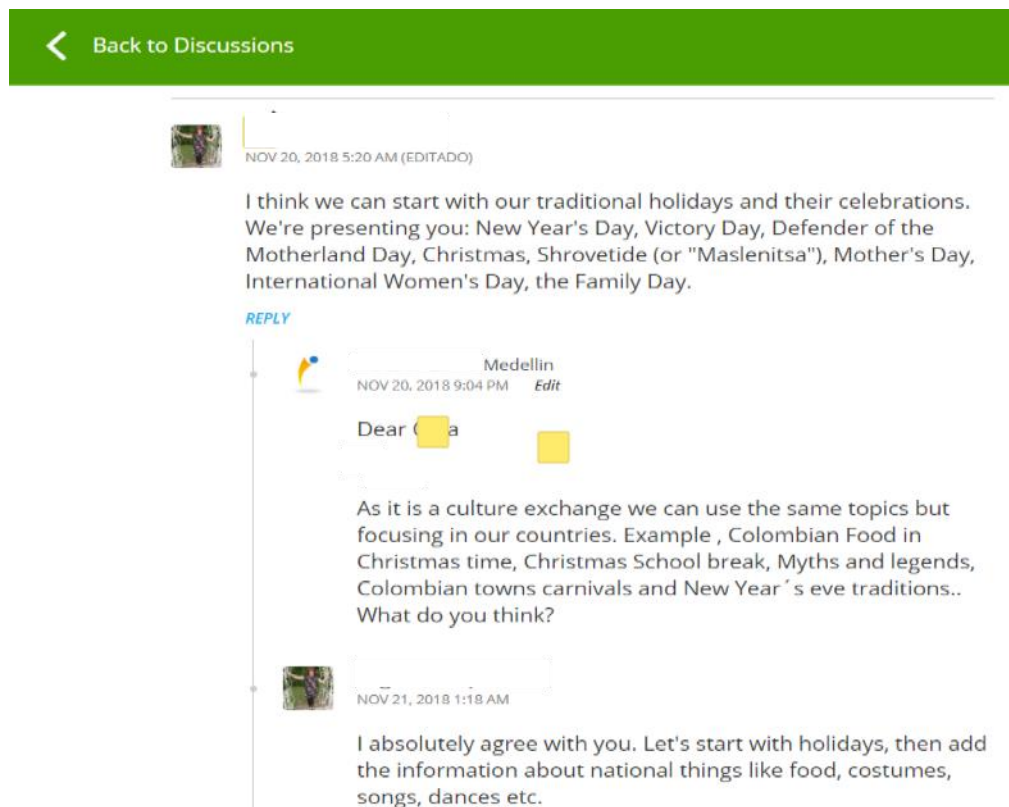 Back to Discussions
NOV 20, 2018 5:20 AM (EDITADO)
I think we can start with our traditional holidays and their celebrations.
We're presenting you: New Year's Day, Victory Day, Defender of the
Motherland Day, Christmas, Shrovetide (or "Maslenitsa"), Mother's Day,
International Women's Day, the Family Day.
REPLY
Medellin
NOV 20, 2018 9:04 PM Edit
Dear
As it is a culture exchange we can use the same topics but
focusing in our countries. Example , Colombian Food in
Christmas time, Christmas School break, Myths and legends,
Colombian towns carnivals and New Year´s eve traditions..
What do you think?
NOV 21, 2018 1:18 AM
I absolutely agree with you. Let's start with holidays, then add
the information about national things like food, costumes,
songs, dances etc.